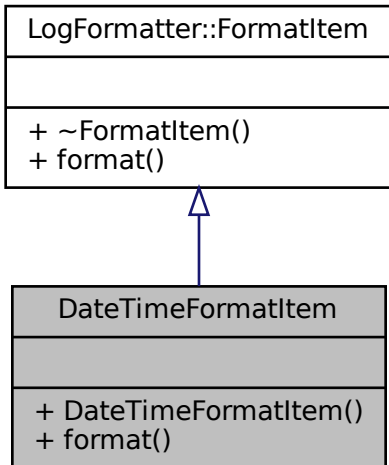 LogFormatter::FormatItem
+ ~FormatItem()
+ format()
DateTimeFormatItem
+ DateTimeFormatItem()
+ format()